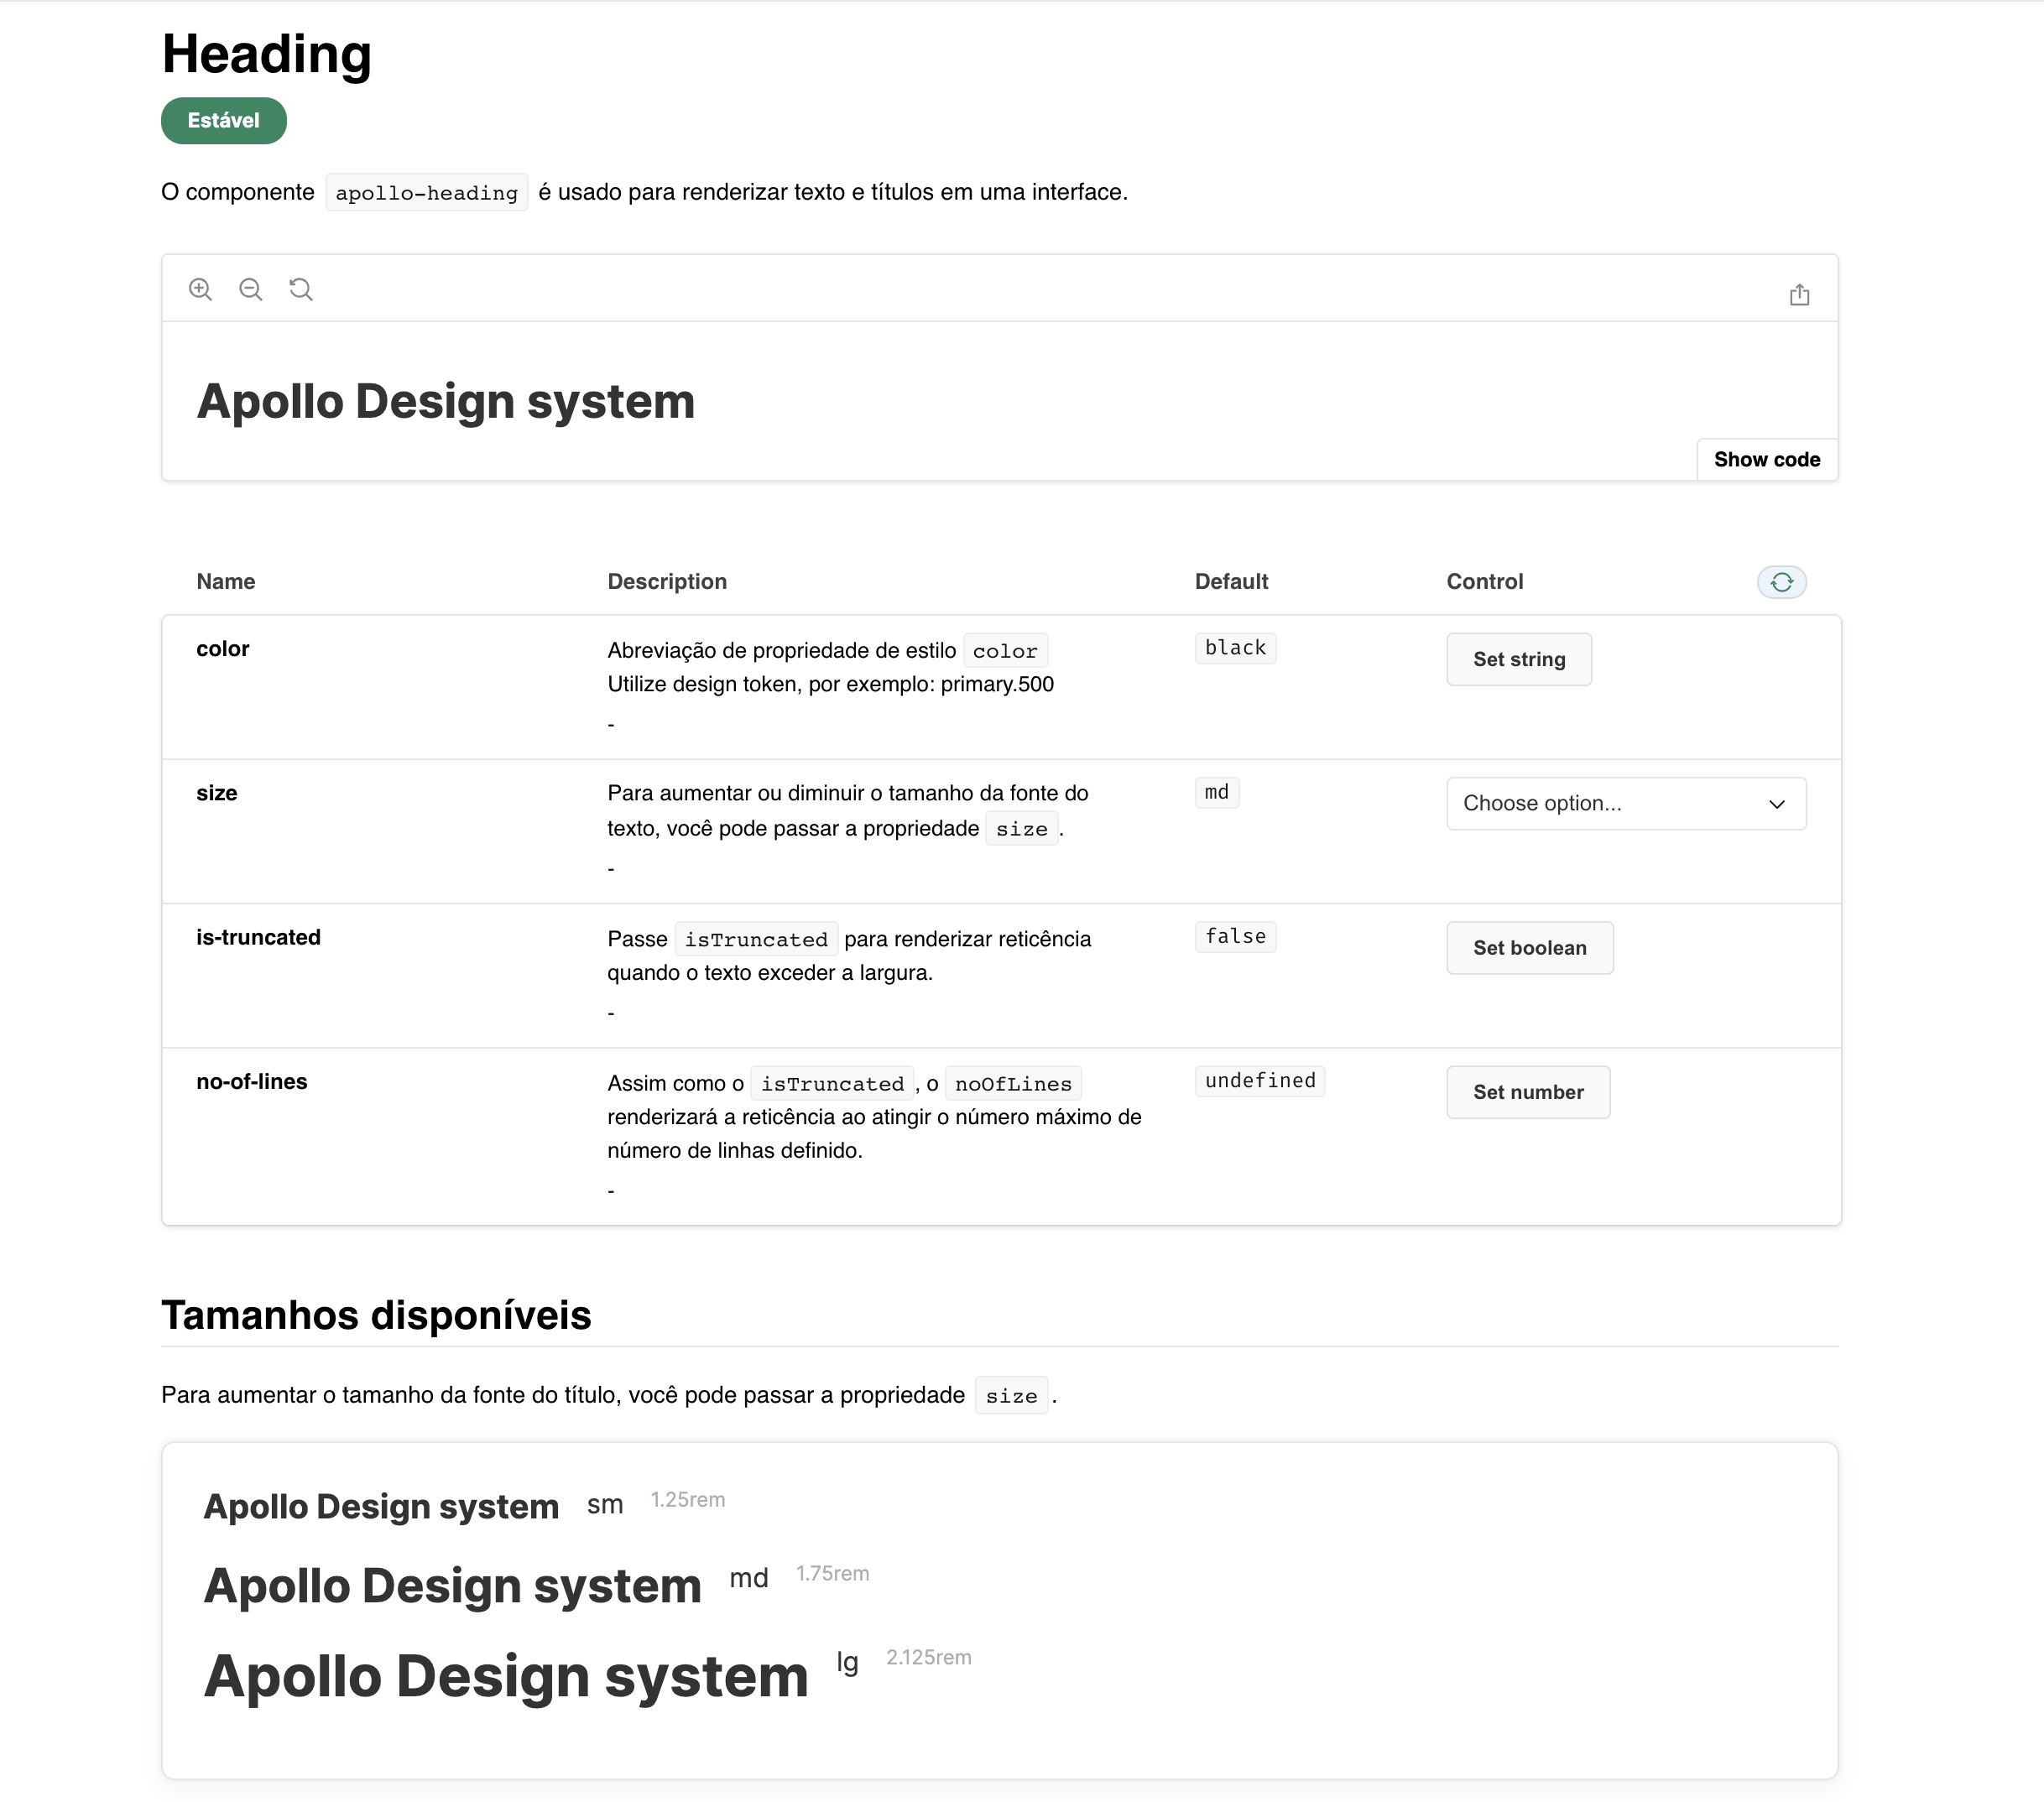 Heading
Estável
O componente apollo-heading é usado para renderizar texto e títulos em uma interface.
Apollo Design system
Show code
Name Description Default Control
color Abreviação de propriedade de estilo color black Set string
Utilize design token, por exemplo: primary.500
-
size Para aumentar ou diminuir o tamanho da fonte do md Choose option...
texto, você pode passar a propriedade size.
-
is-truncated Passe isTruncated para renderizar reticência false Set boolean
quando o texto exceder a largura.
-
no-of-lines Assim como o isTruncated, o noOfLines undefined Set number
renderizará a reticência ao atingir o número máximo de
número de linhas definido.
-
Tamanhos disponíveis
Para aumentar o tamanho da fonte do título, você pode passar a propriedade size.
Apollo Design system sm 1.25rem
Apollo Design system md 1.75rem
Apollo Design system lg 2.125rem